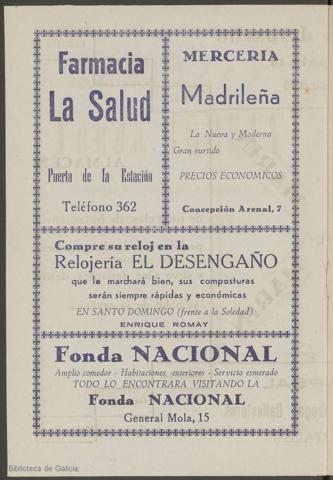 Farmacia
La Salud
Puerta de la Estación
Teléfono 362
MERCERIA
Madrileña
La Nueva y Moderna
Gran surtido
PRECIOS ECONOMICOS
Concepción Arenal, 7
Compre su reloj en la
Relojería EL DESENGAÑO
que le marchará bien, sus composturas
serán siempre rápidas y económicas
EN SANTO DOMINGO (frente a la Soledad)
ENRIQUE ROMAY
Fonda NACIONAL
Amplio comedor - Habitaciones exteriores - Servicio esmerado
TODO LO ENCONTRARA VISITANDO LA
Fonda NACIONAL
General Mola, 15
Biblioteca de Galicia